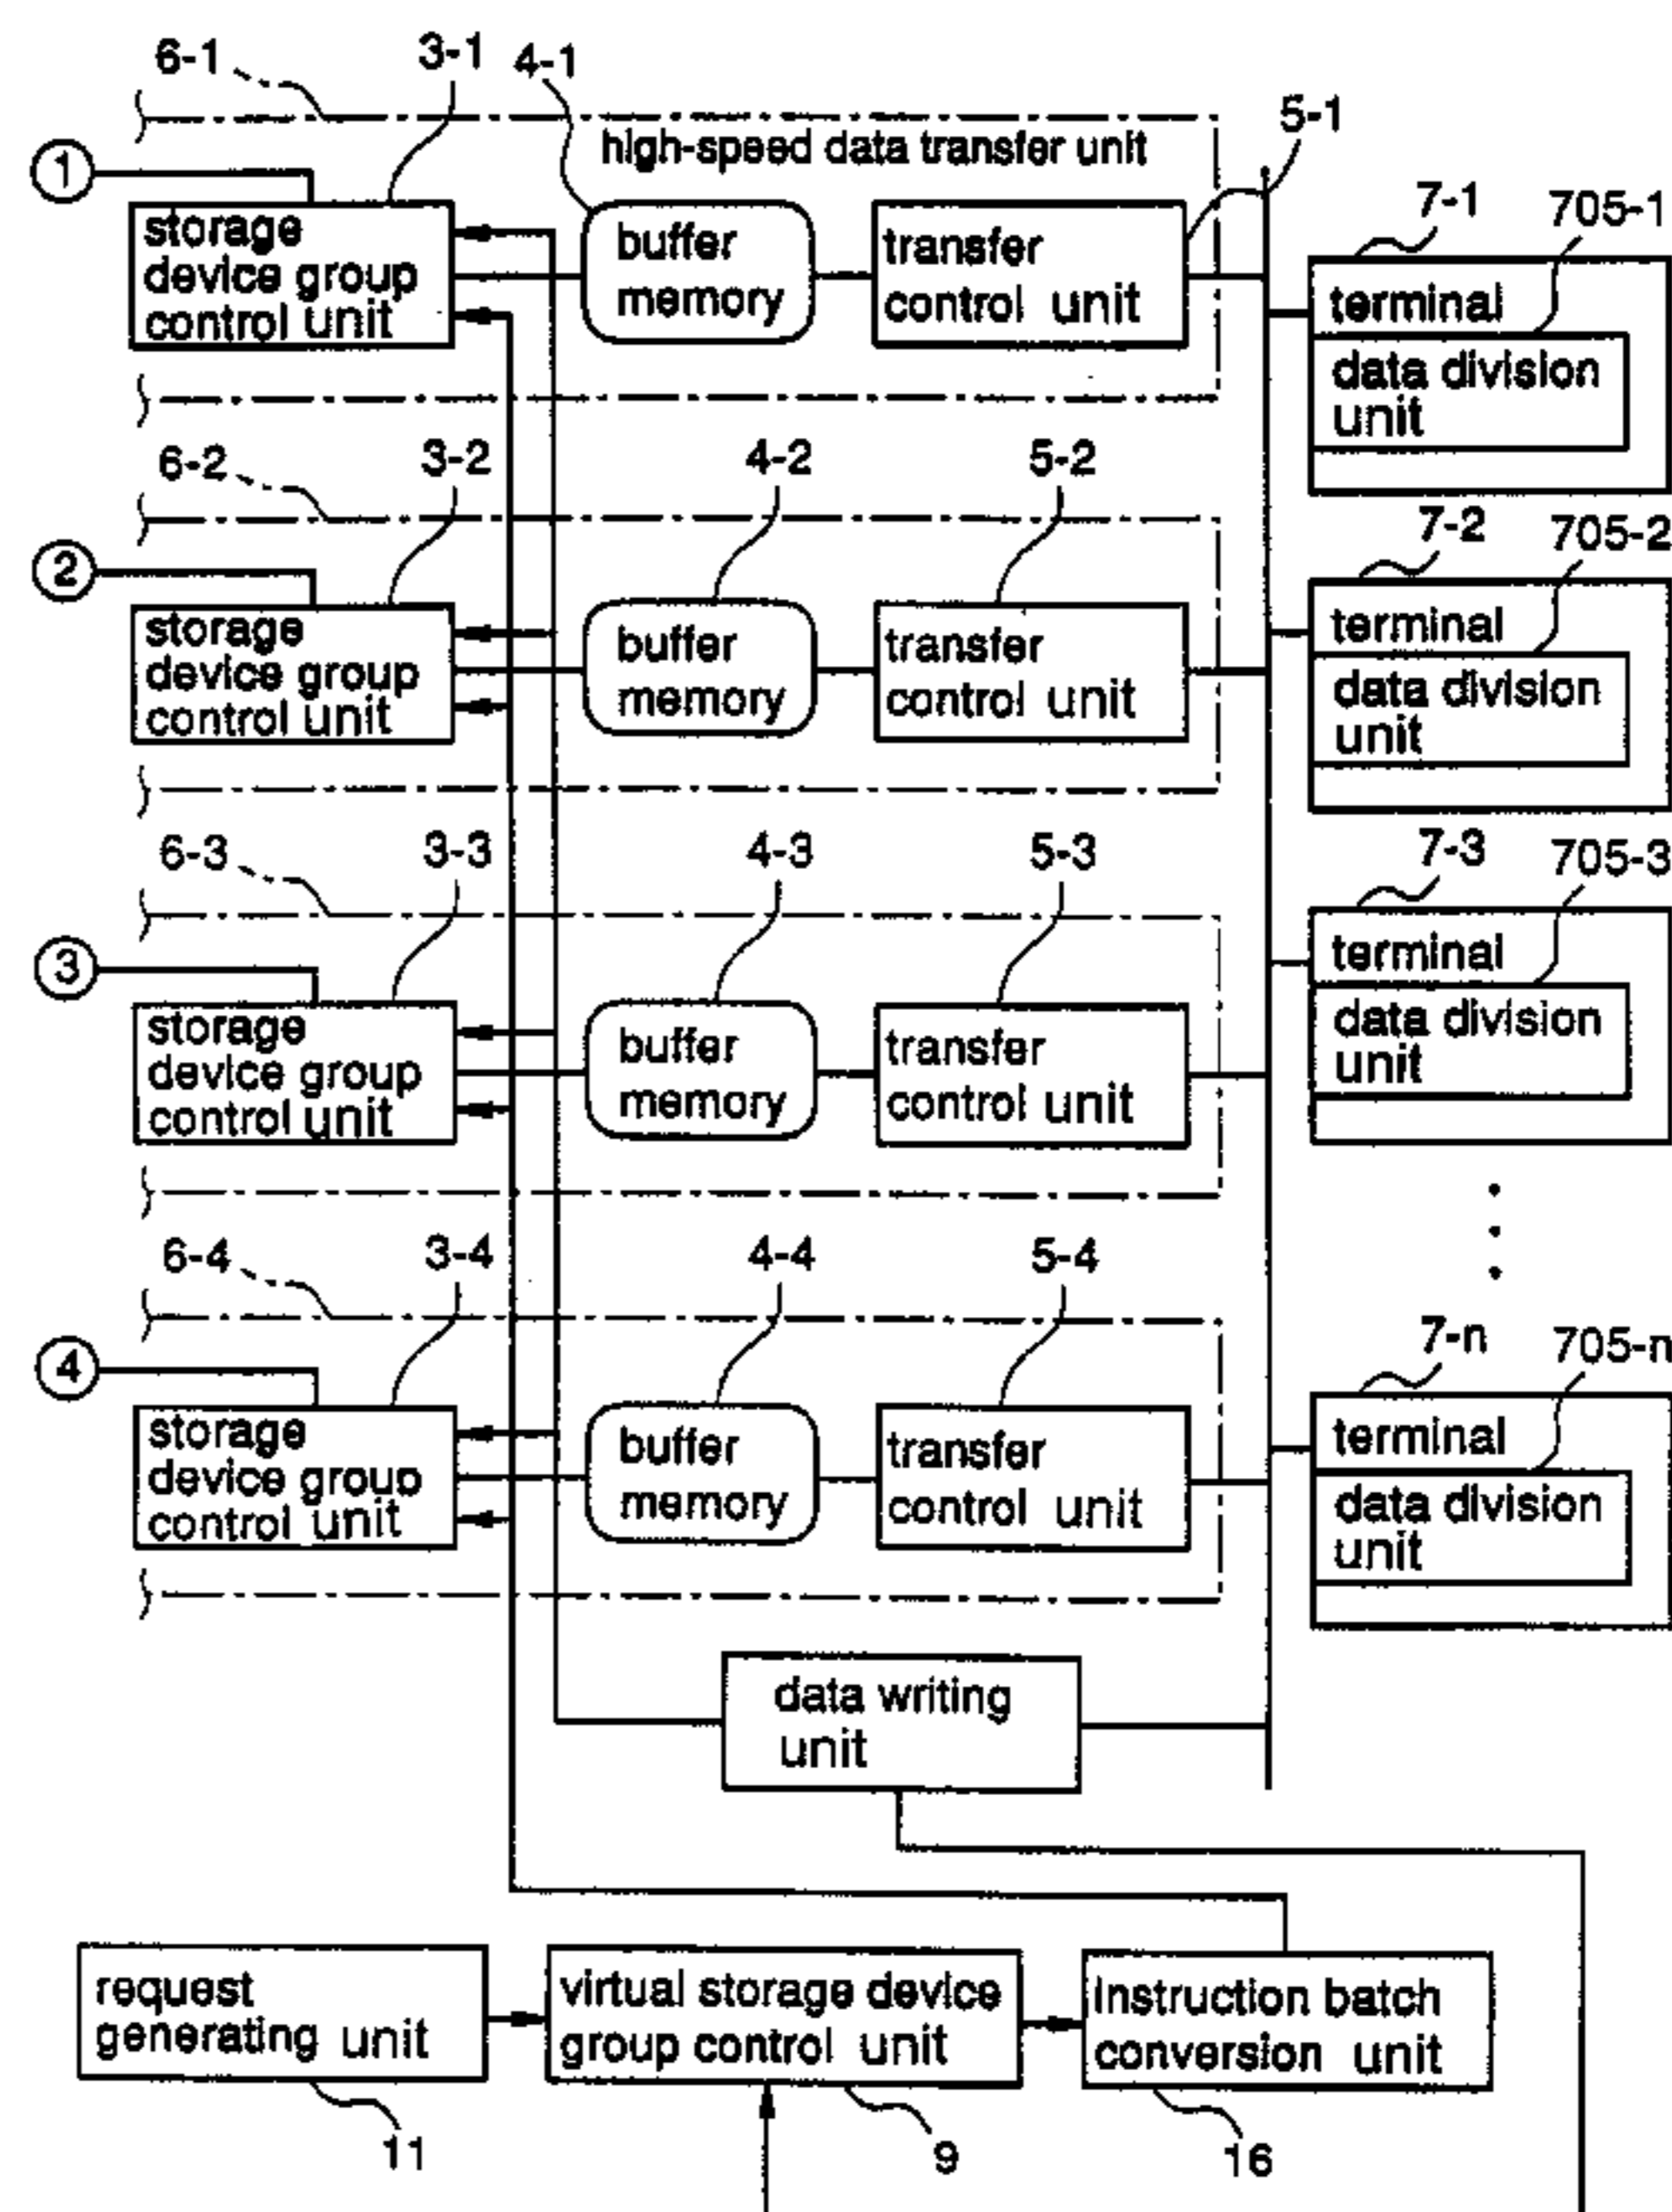 6-1
3-1
4-1
5-1
high-speed data transfer unit
1
storage
device group
control unit
buffer
memory
transfer
control unit
7-1
705-1
terminal
data division
unit
6-2
3-2
4-2
5-2
2
storage
device group
control unit
buffer
memory
transfer
control unit
7-2
705-2
terminal
data division
unit
6-3
3-3
4-3
5-3
3
storage
device group
control unit
buffer
memory
transfer
control unit
7-3
705-3
terminal
data division
unit
6-4
3-4
4-4
5-4
4
storage
device group
control unit
buffer
memory
transfer
control unit
7-n
705-n
terminal
data division
unit
data writing
unit
request
generating unit
11
virtual storage device
group control unit
9
instruction batch
conversion unit
16